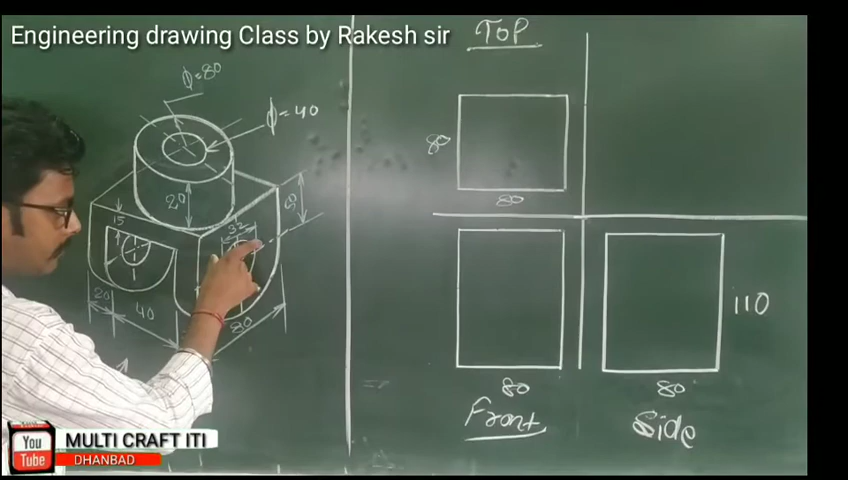 Engineering drawing Class by Rakesh sir
TOP
ϕ=80
ϕ=40
80
80
20
15
32
20
40
80
110
80
80
Front
Side
You
Tube
MULTI CRAFT ITI
DHANBAD